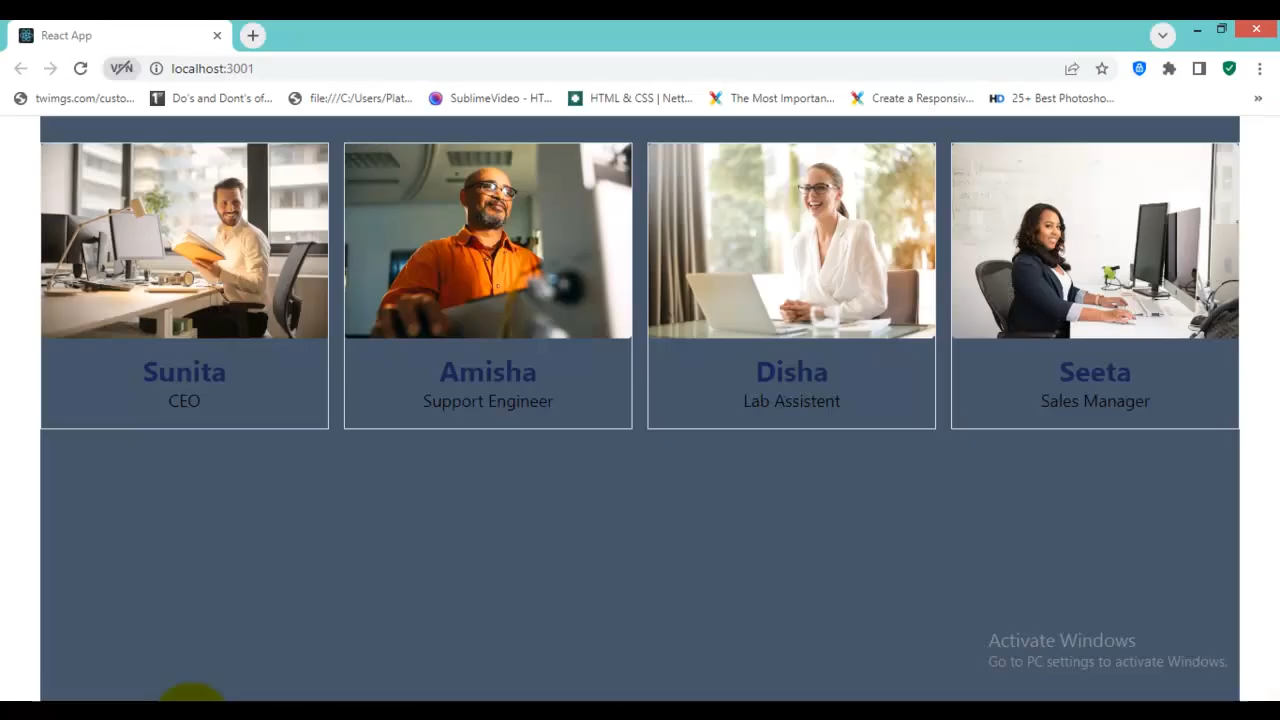 React App
VPN
localhost:3001
twimgs.com/custo...
Do's and Dont's of...
file:///C:/Users/Plat...
SublimeVideo - HT...
HTML & CSS | Nett...
The Most Importan...
Create a Responsiv...
HD 25+ Best Photosho...
Sunita
CEO
Amisha
Support Engineer
Disha
Lab Assistent
Seeta
Sales Manager
Activate Windows
Go to PC settings to activate Windows.